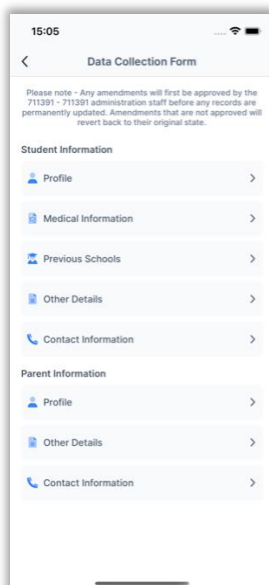 15:05
Data Collection Form
Please note - Any amendments will first be approved by the
711391 - 711391 administration staff before any records are
permanently updated. Amendments that are not approved will
revert back to their original state.
Student Information
Profile
Medical Information
Previous Schools
Other Details
Contact Information
Parent Information
Profile
Other Details
Contact Information